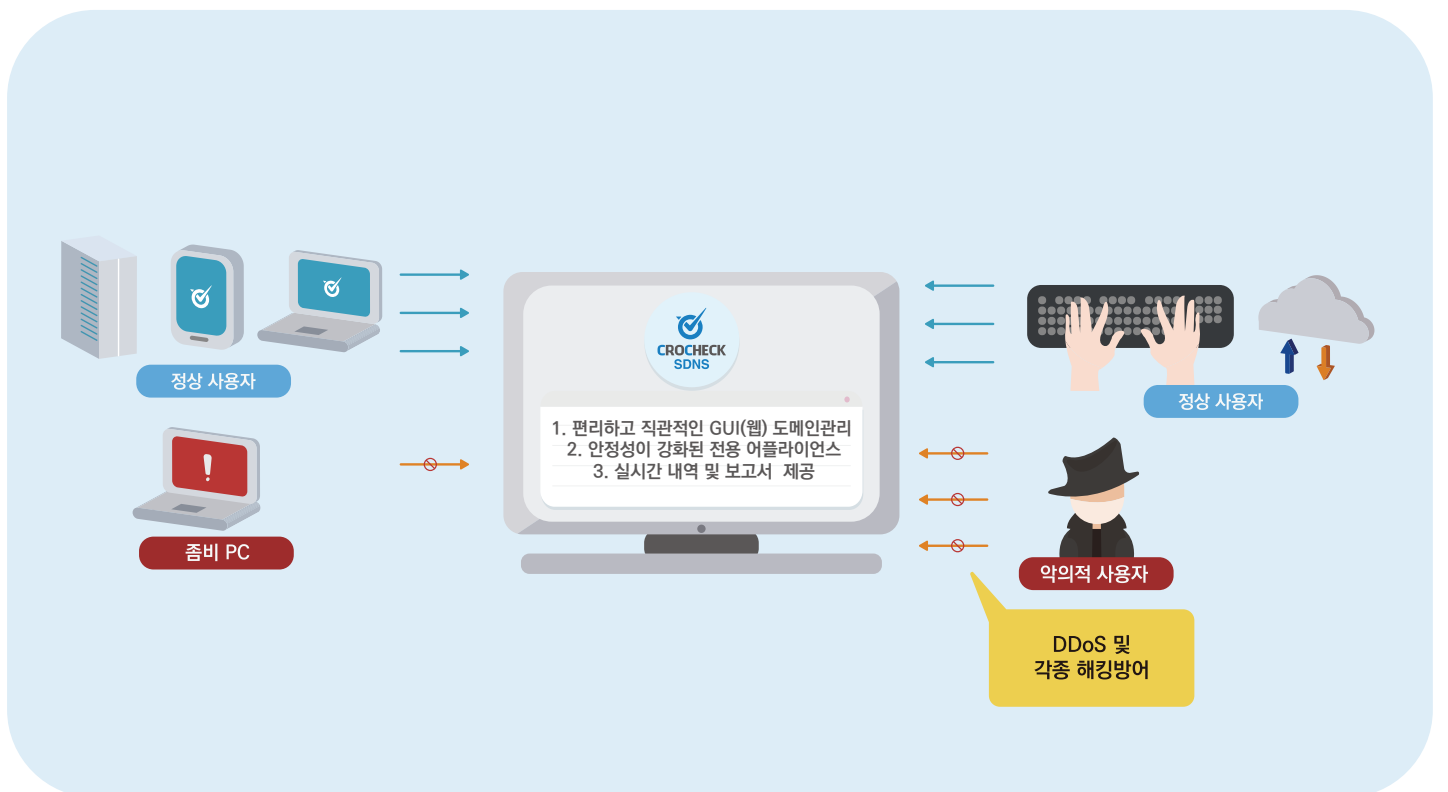 CROCHECK
SDNS
1. 편리하고 직관적인 GUI(웹) 도메인관리
2. 안정성이 강화된 전용 어플라이언스
3. 실시간 내역 및 보고서 제공
정상 사용자
좀비 PC
정상 사용자
악의적 사용자
DDoS 및
각종 해킹방어